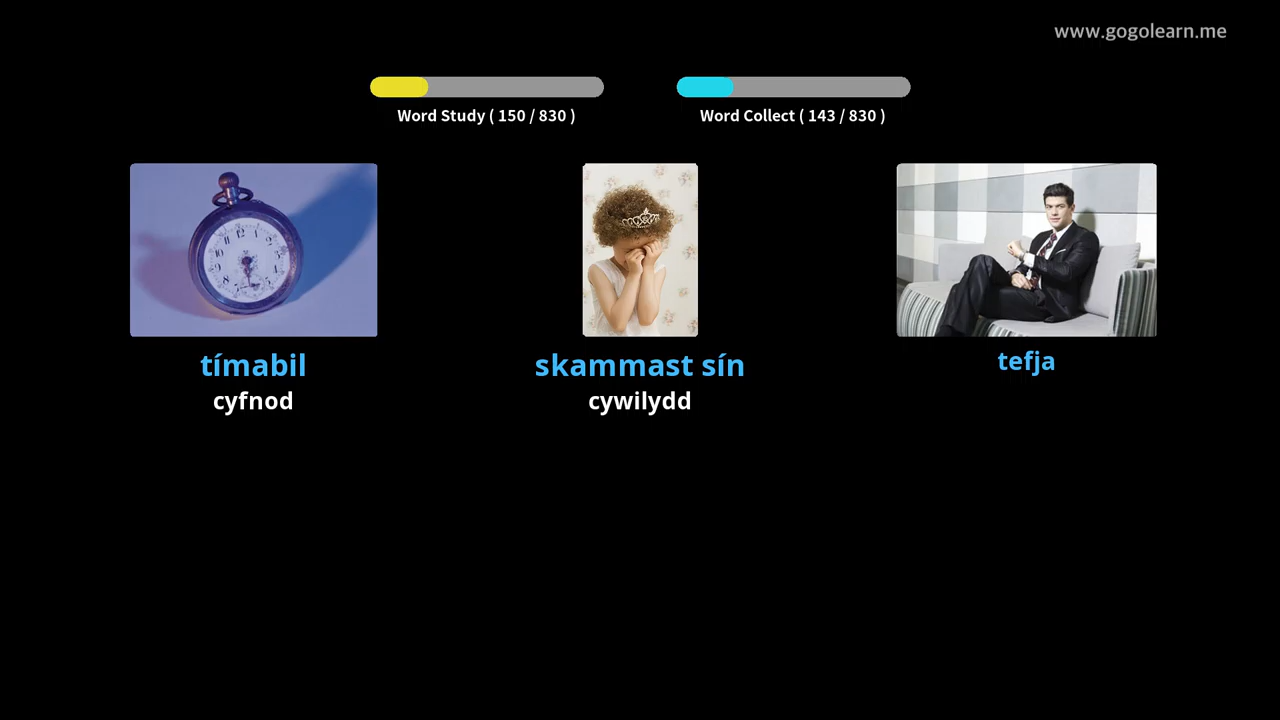 www.gogolearn.me
Word Study ( 150 / 830 )
Word Collect ( 143 / 830 )
tímabil
cyfnod
skammast sín
cywilydd
tefja